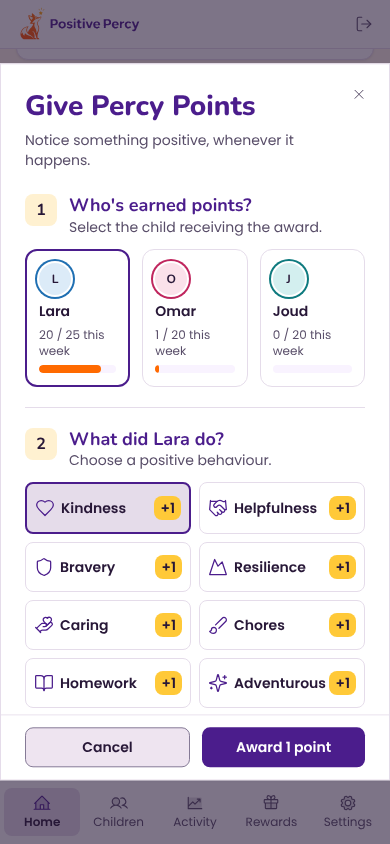 Positive Percy
Give Percy Points
Notice something positive, whenever it
happens.
1
Who's earned points?
Select the child receiving the award.
L
O
J
Lara
Omar
Joud
20 / 25 this
week
1 / 20 this
week
0 / 20 this
week
2
What did Lara do?
Choose a positive behaviour.
Kindness +1
Helpfulness +1
Bravery +1
Resilience +1
Caring +1
Chores +1
Homework +1
Adventurous +1
Cancel
Award 1 point
Home
Children
Activity
Rewards
Settings